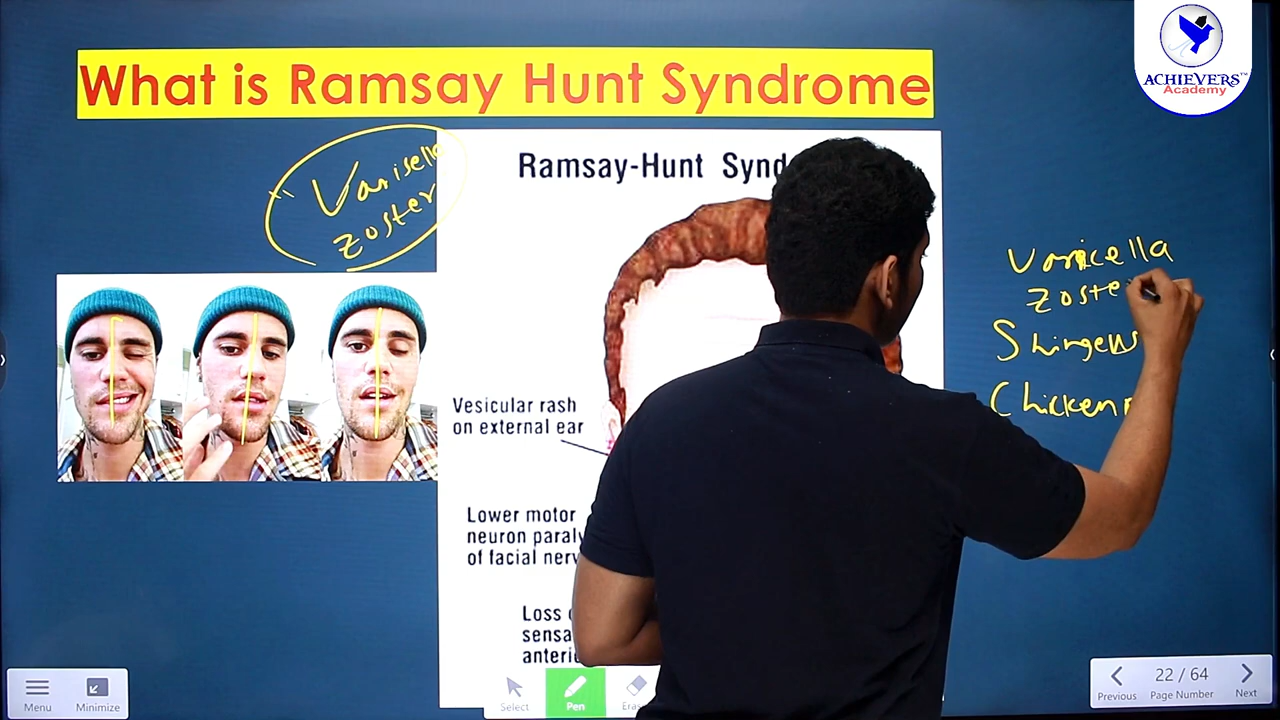 What is Ramsay Hunt Syndrome
ACHIEVERS™
Academy
"Varisella
zoster
Ramsay-Hunt Synd
Varicella
Zoste
Shingens
Chicken
Vesicular rash
on external ear
Lower motor
neuron paraly
of facial nerv
Loss
sensa
anteri
Menu
Minimize
Select
Pen
Eras
Previous
22 / 64
Page Number
Next